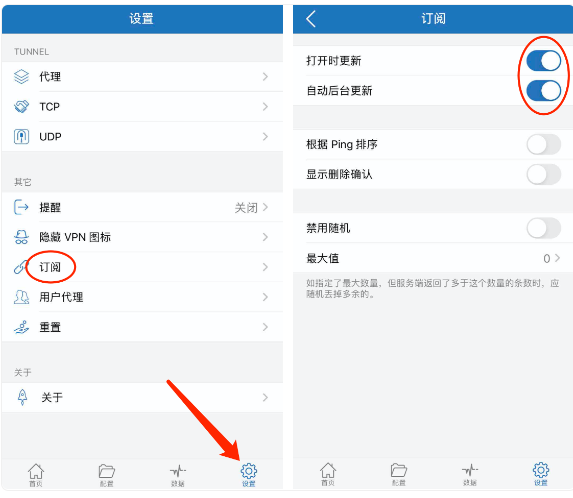 设置
TUNNEL
代理
TCP
UDP
其它
提醒 关闭
隐藏 VPN 图标
订阅
用户代理
重置
关于
关于
首页 配置 数据 设置
订阅
打开时更新
自动后台更新
根据 Ping 排序
显示删除确认
禁用随机
最大值 0
如指定了最大数量，但服务端返回了多于这个数量的条数时，应
随机丢掉多余的。
首页 配置 数据 设置